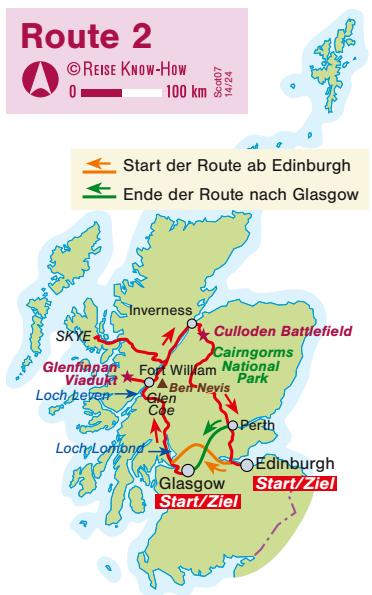 Route 2
© REISE KNOW-HOW
0 100 km
Scot07
14/24
Start der Route ab Edinburgh
Ende der Route nach Glasgow
Inverness
Culloden Battlefield
SKYE
Cairngorms
National
Park
Glenfinnan
Viadukt
Fort William
Ben Nevis
Loch Leven
Glen
Coe
Perth
Loch Lomond
Edinburgh
Start/Ziel
Glasgow
Start/Ziel